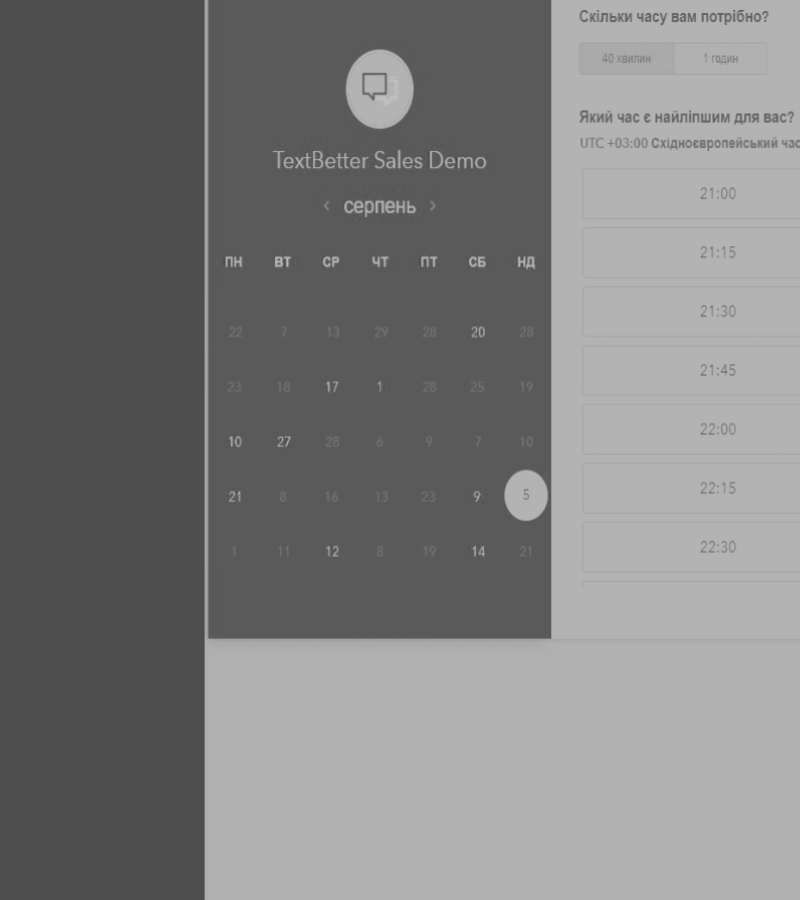 TextBetter Sales Demo
‹ серпень ›
ПН ВТ СР ЧТ ПТ СБ НД
22 7 13 29 28 20 28
23 18 17 1 28 25 19
10 27 28 6 9 7 10
21 8 16 13 23 9 5
1 11 12 8 19 14 21
Скільки часу вам потрібно?
40 хвилин 1 годин
Який час є найліпшим для вас?
UTC +03:00 Східноєвропейський час
21:00
21:15
21:30
21:45
22:00
22:15
22:30